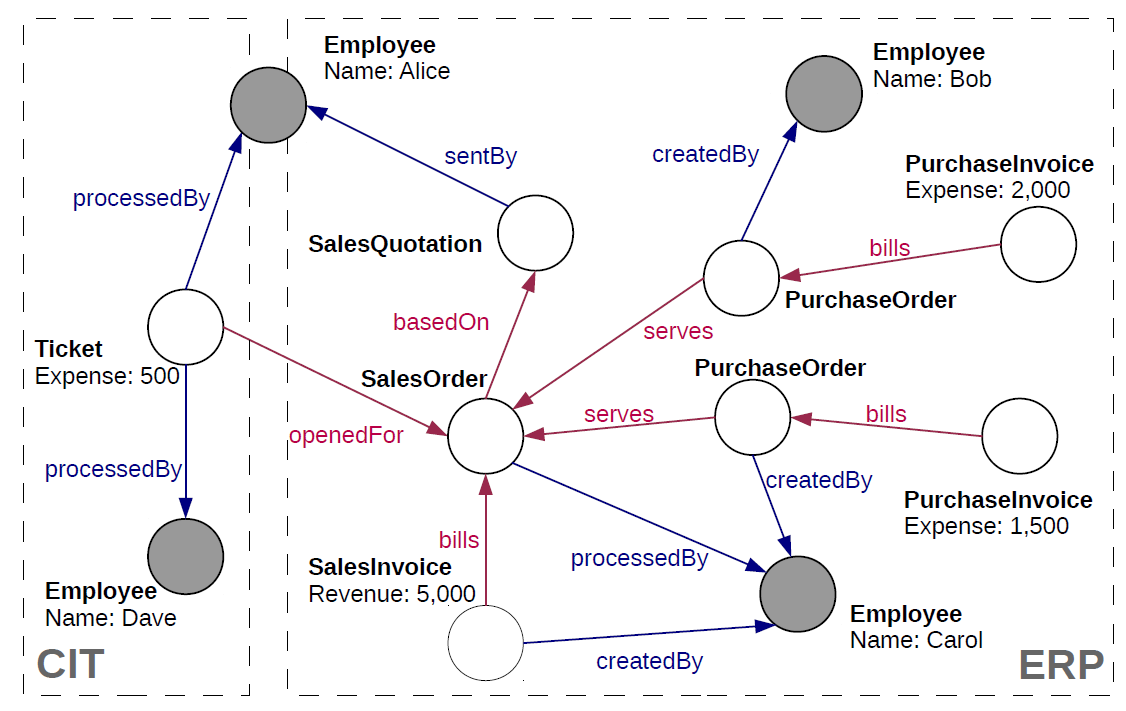 Employee
Name: Alice
Employee
Name: Bob
sentBy
createdBy
PurchaseInvoice
Expense: 2,000
processedBy
SalesQuotation
bills
PurchaseOrder
basedOn
serves
Ticket
Expense: 500
SalesOrder
PurchaseOrder
serves
bills
openedFor
processedBy
createdBy
PurchaseInvoice
Expense: 1,500
bills
processedBy
SalesInvoice
Revenue: 5,000
Employee
Name: Dave
Employee
Name: Carol
createdBy
CIT
ERP